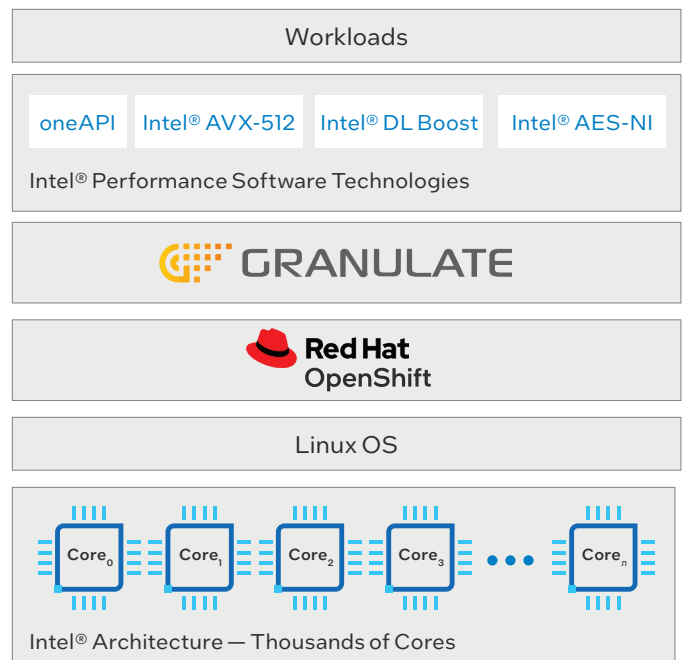 Workloads
oneAPI Intel® AVX-512 Intel® DL Boost Intel® AES-NI
Intel® Performance Software Technologies
GRANULATE
Red Hat
OpenShift
Linux OS
Core₀ Core₁ Core₂ Core₃ Coreл
Intel® Architecture — Thousands of Cores